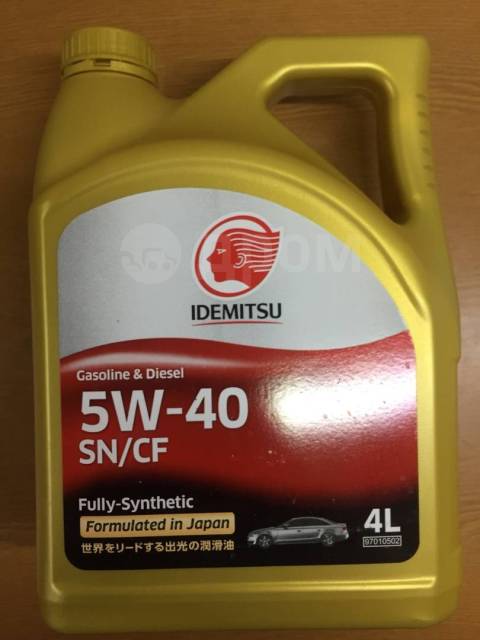 IDEMITSU
Gasoline & Diesel
5W-40
SN/CF
Fully-Synthetic
Formulated in Japan
世界をリードする出光の潤滑油
4L
97010502